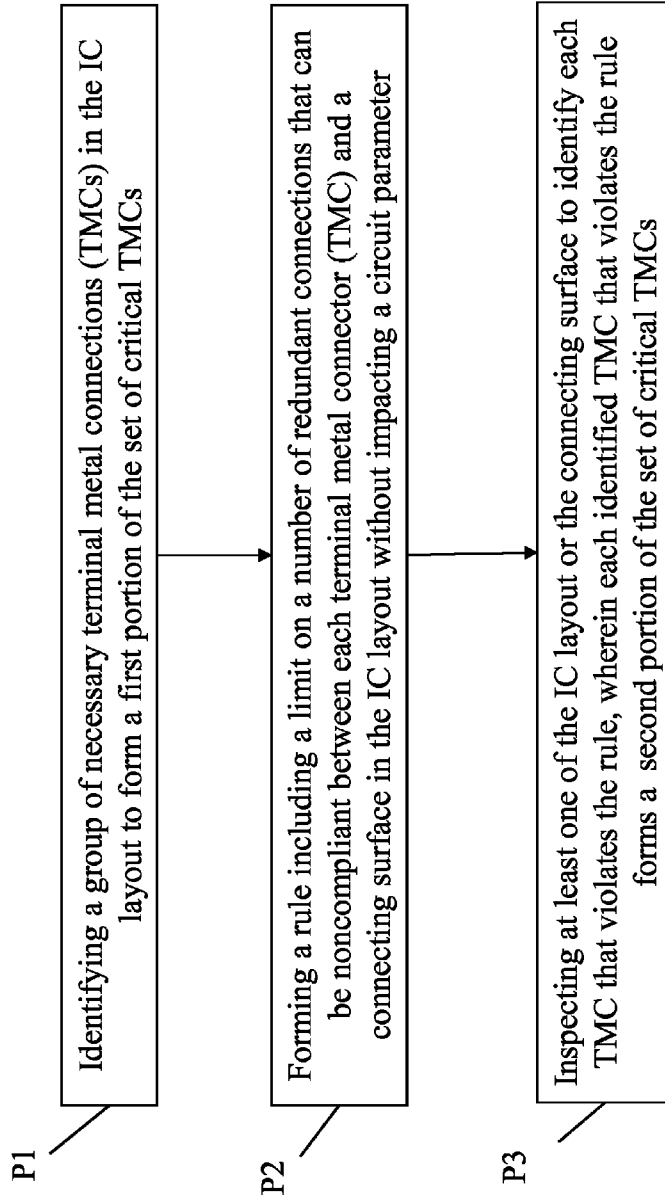 P1
Identifying a group of necessary terminal metal connections (TMCs) in the IC
layout to form a first portion of the set of critical TMCs
P2
Forming a rule including a limit on a number of redundant connections that can
be noncompliant between each terminal metal connector (TMC) and a
connecting surface in the IC layout without impacting a circuit parameter
P3
Inspecting at least one of the IC layout or the connecting surface to identify each
TMC that violates the rule, wherein each identified TMC that violates the rule
forms a second portion of the set of critical TMCs